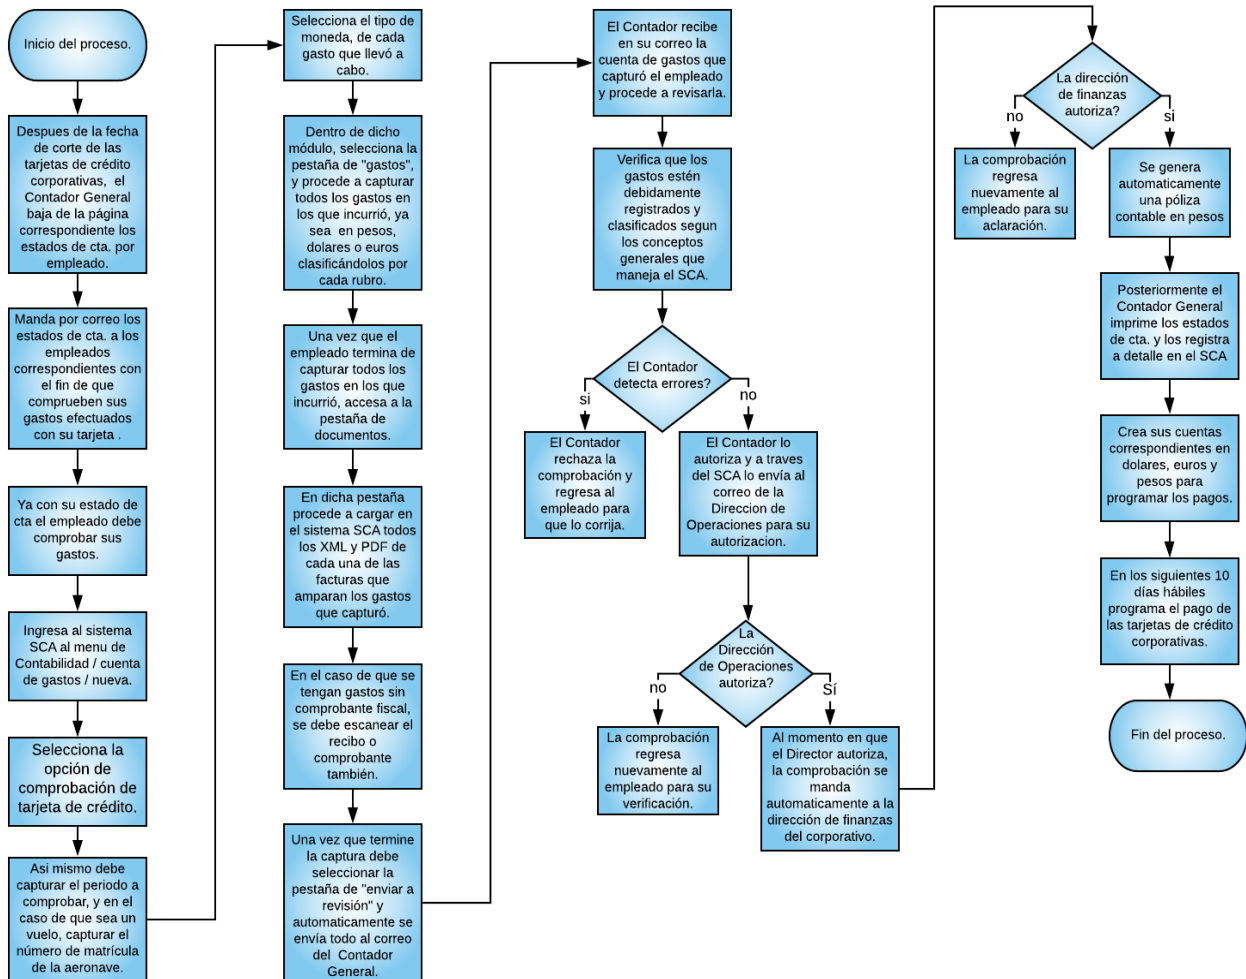 Inicio del proceso.
Despues de la fecha
de corte de las
tarjetas de crédito
corporativas, el
Contador General
baja de la página
correspondiente los
estados de cta. por
empleado.
Manda por correo los
estados de cta. a los
empleados
correspondientes con
el fin de que
comprueben sus
gastos efectuados
con su tarjeta .
Ya con su estado de
cta el empleado debe
comprobar sus
gastos.
Ingresa al sistema
SCA al menu de
Contabilidad / cuenta
de gastos / nueva.
Selecciona la
opción de
comprobación de
tarjeta de crédito.
Asi mismo debe
capturar el periodo a
comprobar, y en el
caso de que sea un
vuelo, capturar el
número de matrícula
de la aeronave.
Selecciona el tipo de
moneda, de cada
gasto que llevó a
cabo.
Dentro de dicho
módulo, selecciona la
pestaña de "gastos",
y procede a capturar
todos los gastos en
los que incurrió, ya
sea en pesos,
dolares o euros
clasificándolos por
cada rubro.
Una vez que el
empleado termina de
capturar todos los
gastos en los que
incurrió, accesa a la
pestaña de
documentos.
En dicha pestaña
procede a cargar en
el sistema SCA todos
los XML y PDF de
cada una de las
facturas que
amparan los gastos
que capturó.
En el caso de que se
tengan gastos sin
comprobante fiscal,
se debe escanear el
recibo o
comprobante
también.
Una vez que termine
la captura debe
seleccionar la
pestaña de "enviar a
revisión" y
automaticamente se
envía todo al correo
del Contador
General.
El Contador recibe
en su correo la
cuenta de gastos que
capturó el empleado
y procede a revisarla.
Verifica que los
gastos estén
debidamente
registrados y
clasificados segun
los conceptos
generales que
maneja el SCA.
El Contador
detecta errores?
si
no
El Contador
rechaza la
comprobación y
regresa al
empleado para
que lo corrija.
El Contador lo
autoriza y a traves
del SCA lo envía al
correo de la
Direccion de
Operaciones para su
autorizacion.
La
Dirección
de Operaciones
autoriza?
no
Sí
La comprobación
regresa
nuevamente al
empleado para su
verificación.
Al momento en que
el Director autoriza,
la comprobación se
manda
automaticamente a la
dirección de finanzas
del corporativo.
La dirección
de finanzas
autoriza?
no
si
La comprobación
regresa
nuevamente al
empleado para su
aclaración.
Se genera
automaticamente
una póliza
contable en pesos
Posteriormente el
Contador General
imprime los estados
de cta. y los registra
a detalle en el SCA
Crea sus cuentas
correspondientes en
dolares, euros y
pesos para
programar los pagos.
En los siguientes 10
días hábiles
programa el pago de
las tarjetas de crédito
corporativas.
Fin del proceso.